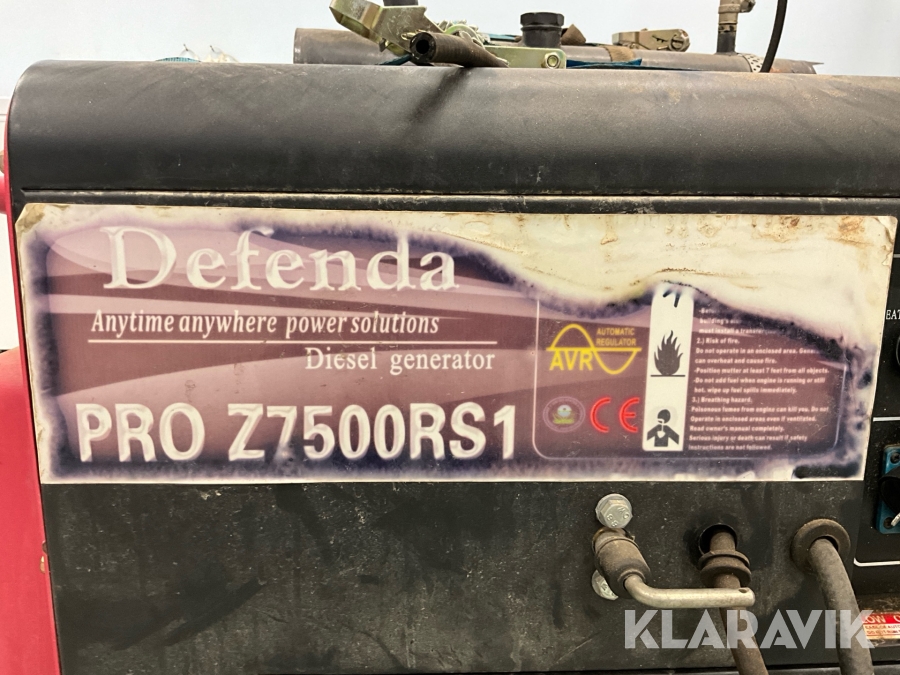 Defenda
Anytime anywhere power solutions
Diesel generator
PRO Z7500RS1
AUTOMATIC
REGULATOR
AVR
CE
must install a
2.) Risk of fire.
Do not operate in an enclosed area.
can overheat and cause fire.
-Position mutter at least 7 feet from all objects.
-Do not add fuel when engine is running or still
hot, wipe up fuel spills immediately.
3.) Breathing hazard;
Poisonous fomes from engine can kill you. Do not
Operate in enclosed areas even if ventilated.
Read owner's manual completely.
Serious injury or death can result if safety
instructions are not followed.
KLARAVIK